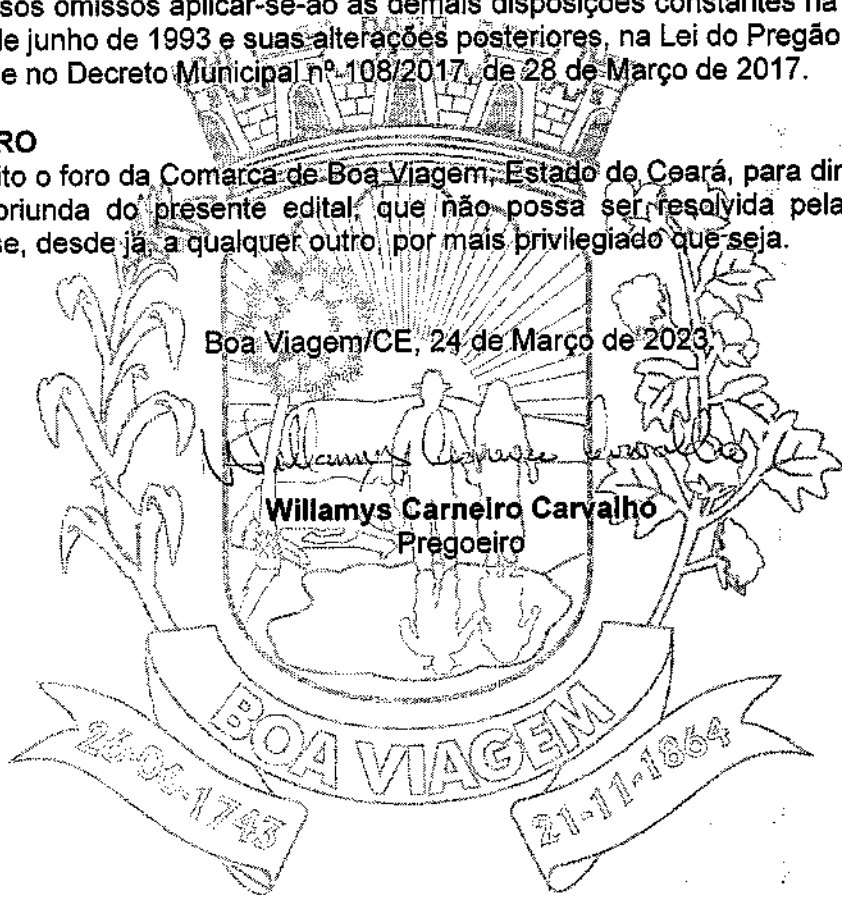 sos omissos aplicar-se-ão as demais disposições constantes na
de junho de 1993 e suas alterações posteriores, na Lei do Pregão
e no Decreto Municipal nº 108/2017, de 28 de Março de 2017.
RO
ito o foro da Comarca de Boa Viagem, Estado do Ceará, para dir
oriunda do presente edital, que não possa ser resolvida pela
se, desde já, a qualquer outro por mais privilegiado que seja.
Boa Viagem/CE, 24 de Março de 2023.
Willamys Carneiro Carvalho
Willamys Carneiro Carvalho
Pregoeiro
BOA VIAGEM
21-11-1864